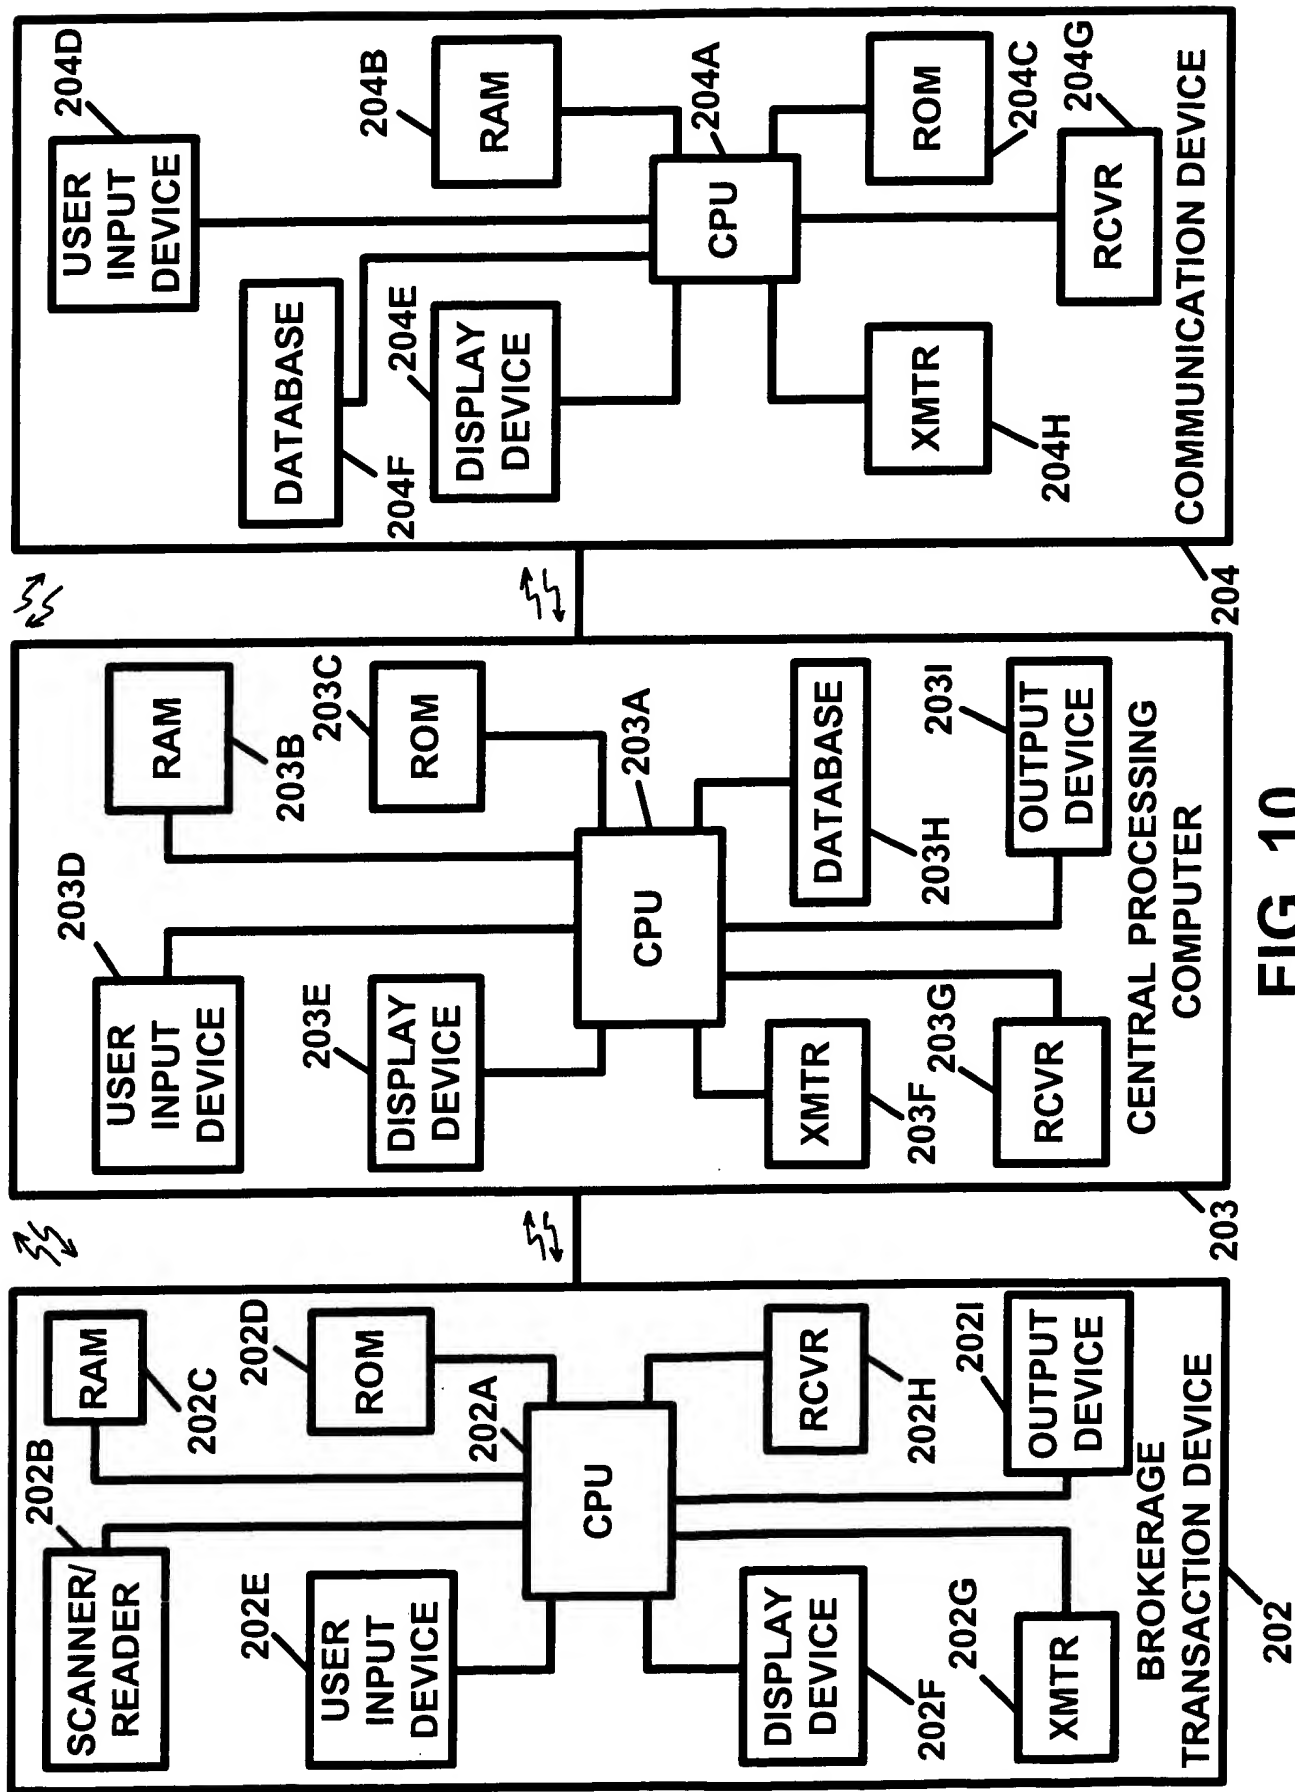 202B
SCANNER/
READER
RAM
202C
202E
USER
INPUT
DEVICE
202D
ROM
202A
CPU
DISPLAY
DEVICE
202F
RCVR
202H
202G
XMTR
202I
OUTPUT
DEVICE
BROKERAGE
TRANSACTION DEVICE
202
203D
USER
INPUT
DEVICE
RAM
203B
203E
DISPLAY
DEVICE
203C
ROM
203A
CPU
XMTR
203F
DATABASE
203H
203G
RCVR
203I
OUTPUT
DEVICE
CENTRAL PROCESSING
COMPUTER
203
204D
USER
INPUT
DEVICE
DATABASE
204F
204E
DISPLAY
DEVICE
204B
RAM
204A
CPU
XMTR
204H
ROM
204C
RCVR
204G
COMMUNICATION DEVICE
204
FIG 10